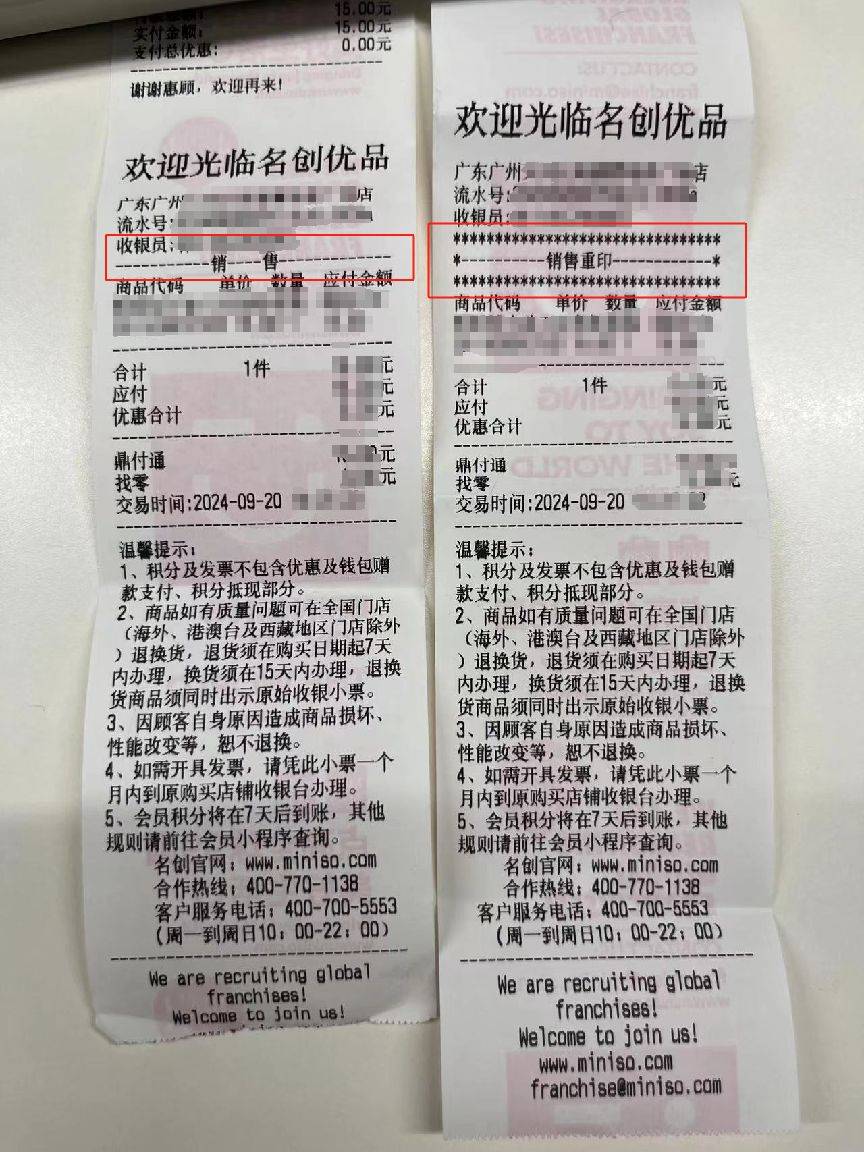 15.00元
实付金额: 15.00元
支付总优惠: 0.00元
谢谢惠顾，欢迎再来!
欢迎光临名创优品
广东广州 店
流水号:
收银员:
----------销 售----------
商品代码 单价 数量 应付金额
合计 1件 元
应付 元
优惠合计 元
鼎付通 元
找零 元
交易时间:2024-09-20
温馨提示：
1、积分及发票不包含优惠及钱包赠
款支付、积分抵现部分。
2、商品如有质量问题可在全国门店
（海外、港澳台及西藏地区门店除外
）退换货，退货须在购买日期起7天
内办理，换货须在15天内办理，退换
货商品须同时出示原始收银小票。
3、因顾客自身原因造成商品损坏、
性能改变等，恕不退换。
4、如需开具发票，请凭此小票一个
月内到原购买店铺收银台办理。
5、会员积分将在7天后到账，其他
规则请前往会员小程序查询。
名创官网：www.miniso.com
合作热线：400-770-1138
客户服务电话：400-700-5553
（周一到周日10：00-22：00）
We are recruiting global
franchises!
Welcome to join us!
欢迎光临名创优品
广东广州 店
流水号:
收银员:
********************************
*----------销售重印------------*
********************************
商品代码 单价 数量 应付金额
合计 1件 元
应付 元
优惠合计 元
鼎付通
找零 元
交易时间:2024-09-20
温馨提示：
1、积分及发票不包含优惠及钱包赠
款支付、积分抵现部分。
2、商品如有质量问题可在全国门店
（海外、港澳台及西藏地区门店除外
）退换货，退货须在购买日期起7天
内办理，换货须在15天内办理，退换
货商品须同时出示原始收银小票。
3、因顾客自身原因造成商品损坏、
性能改变等，恕不退换。
4、如需开具发票，请凭此小票一个
月内到原购买店铺收银台办理。
5、会员积分将在7天后到账，其他
规则请前往会员小程序查询。
名创官网：www.miniso.com
合作热线：400-770-1138
客户服务电话：400-700-5553
（周一到周日10：00-22：00）
We are recruiting global
franchises!
Welcome to join us!
www.miniso.com
franchise@miniso.com